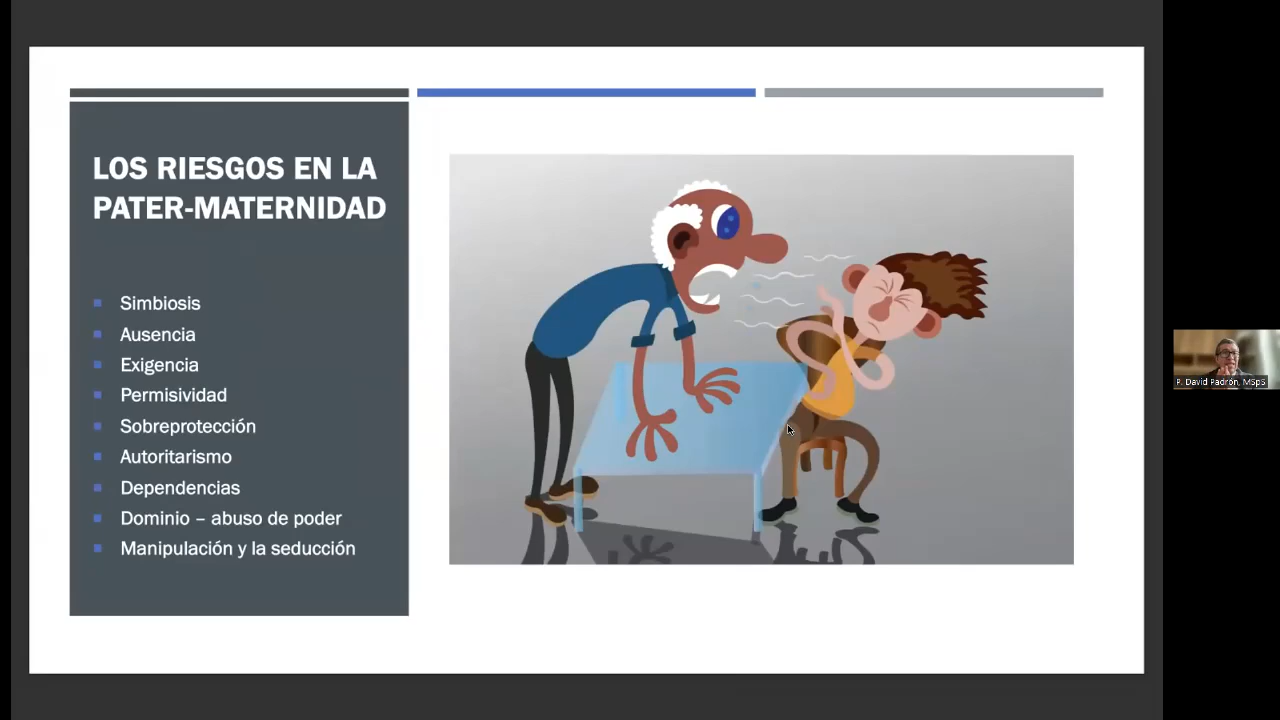 LOS RIESGOS EN LA
PATER-MATERNIDAD
Simbiosis
Ausencia
Exigencia
Permisividad
Sobreprotección
Autoritarismo
Dependencias
Dominio – abuso de poder
Manipulación y la seducción
P. David Padrón, MSpS